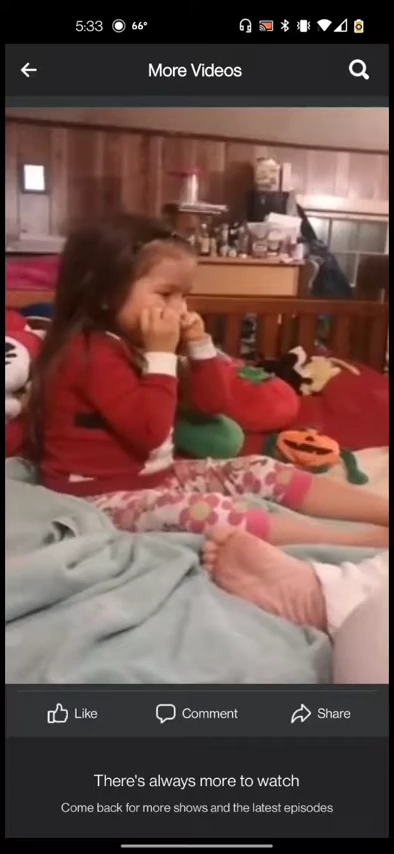 5:33 66°
More Videos
Like Comment Share
There's always more to watch
Come back for more shows and the latest episodes